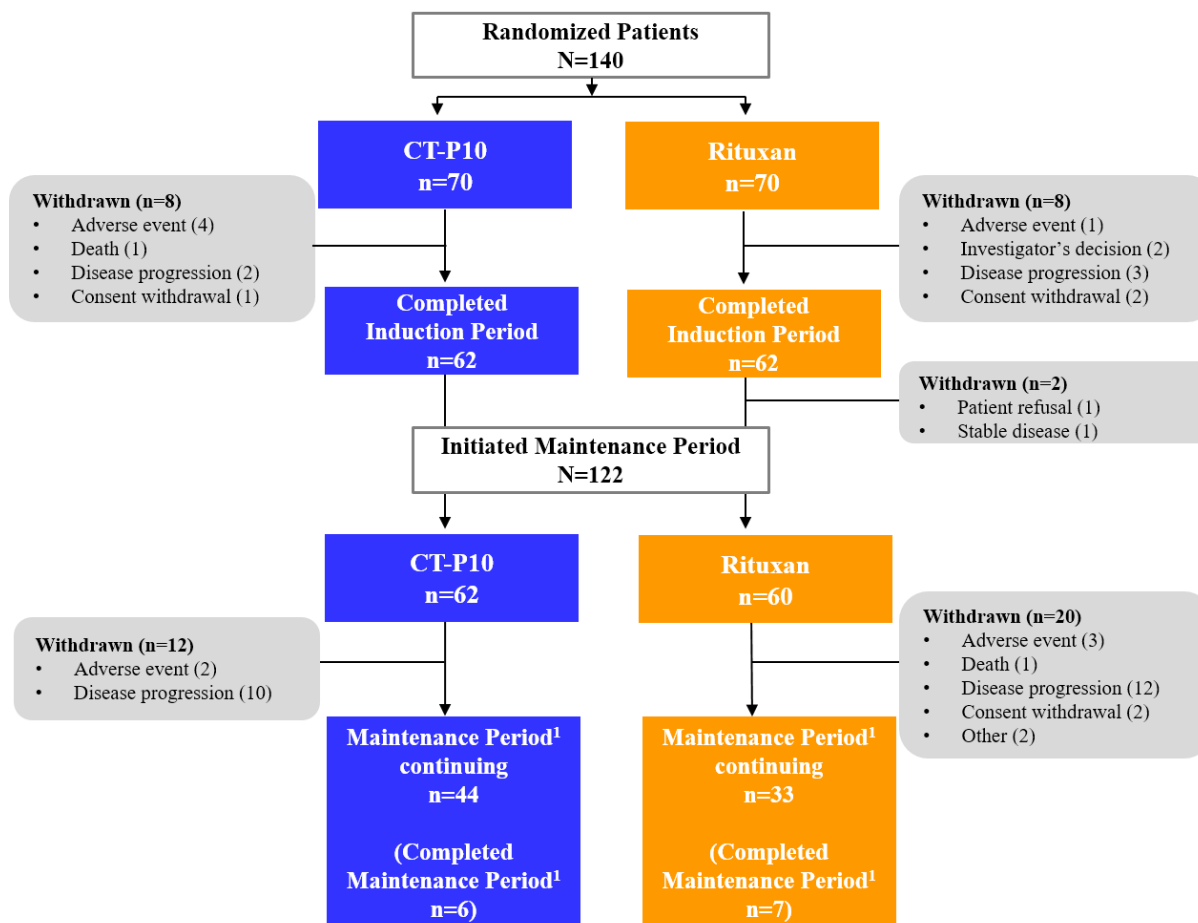 Randomized Patients
N=140
CT-P10
n=70
Rituxan
n=70
Withdrawn (n=8)
• Adverse event (4)
• Death (1)
• Disease progression (2)
• Consent withdrawal (1)
Withdrawn (n=8)
• Adverse event (1)
• Investigator’s decision (2)
• Disease progression (3)
• Consent withdrawal (2)
Completed
Induction Period
n=62
Completed
Induction Period
n=62
Withdrawn (n=2)
• Patient refusal (1)
• Stable disease (1)
Initiated Maintenance Period
N=122
CT-P10
n=62
Rituxan
n=60
Withdrawn (n=12)
• Adverse event (2)
• Disease progression (10)
Withdrawn (n=20)
• Adverse event (3)
• Death (1)
• Disease progression (12)
• Consent withdrawal (2)
• Other (2)
Maintenance Period¹
continuing
n=44
(Completed
Maintenance Period¹
n=6)
Maintenance Period¹
continuing
n=33
(Completed
Maintenance Period¹
n=7)